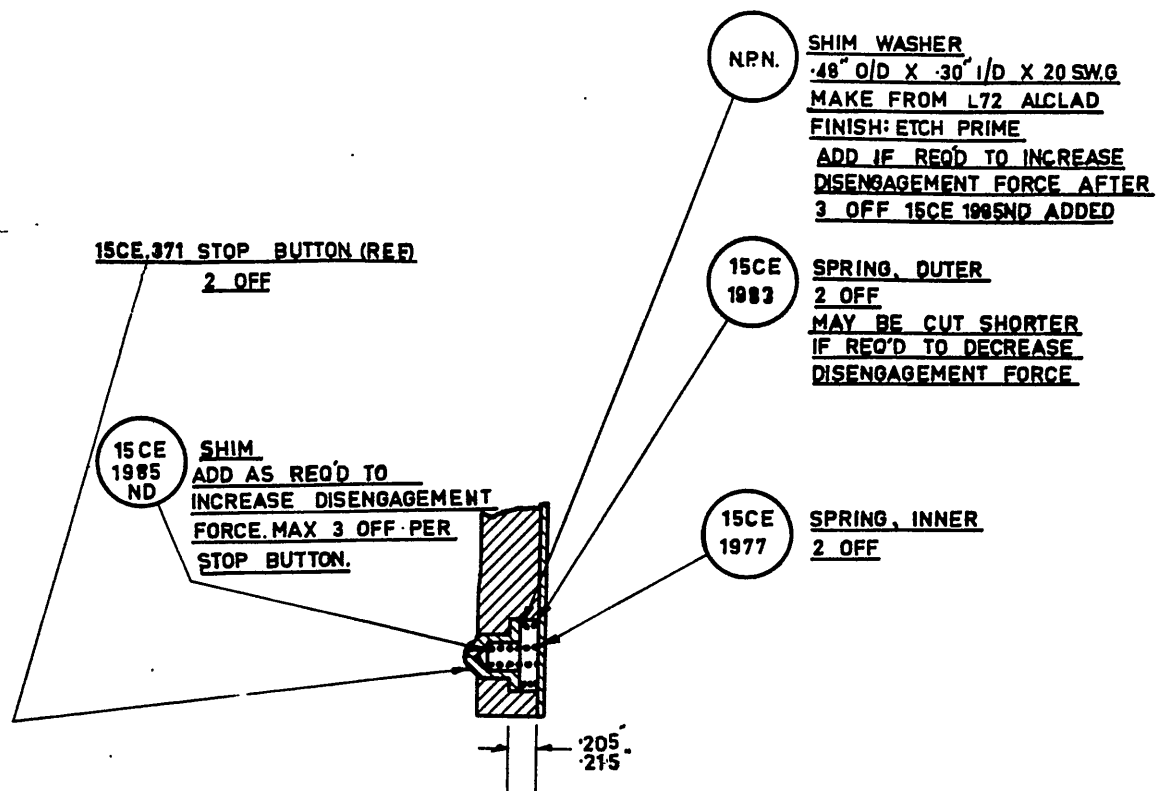 N.P.N.
SHIM WASHER
·48" O/D X ·30" I/D X 20 S.W.G
MAKE FROM L72 ALCLAD
FINISH: ETCH PRIME
ADD IF REQ'D TO INCREASE
DISENGAGEMENT FORCE AFTER
3 OFF 15CE 1985ND ADDED
15CE,371 STOP BUTTON (REF)
2 OFF
15CE
1983
SPRING, OUTER
2 OFF
MAY BE CUT SHORTER
IF REQ'D TO DECREASE
DISENGAGEMENT FORCE
15CE
1985
ND
SHIM
ADD AS REQ'D TO
INCREASE DISENGAGEMENT
FORCE. MAX 3 OFF PER
STOP BUTTON.
15CE
1977
SPRING, INNER
2 OFF
·205"
·215"